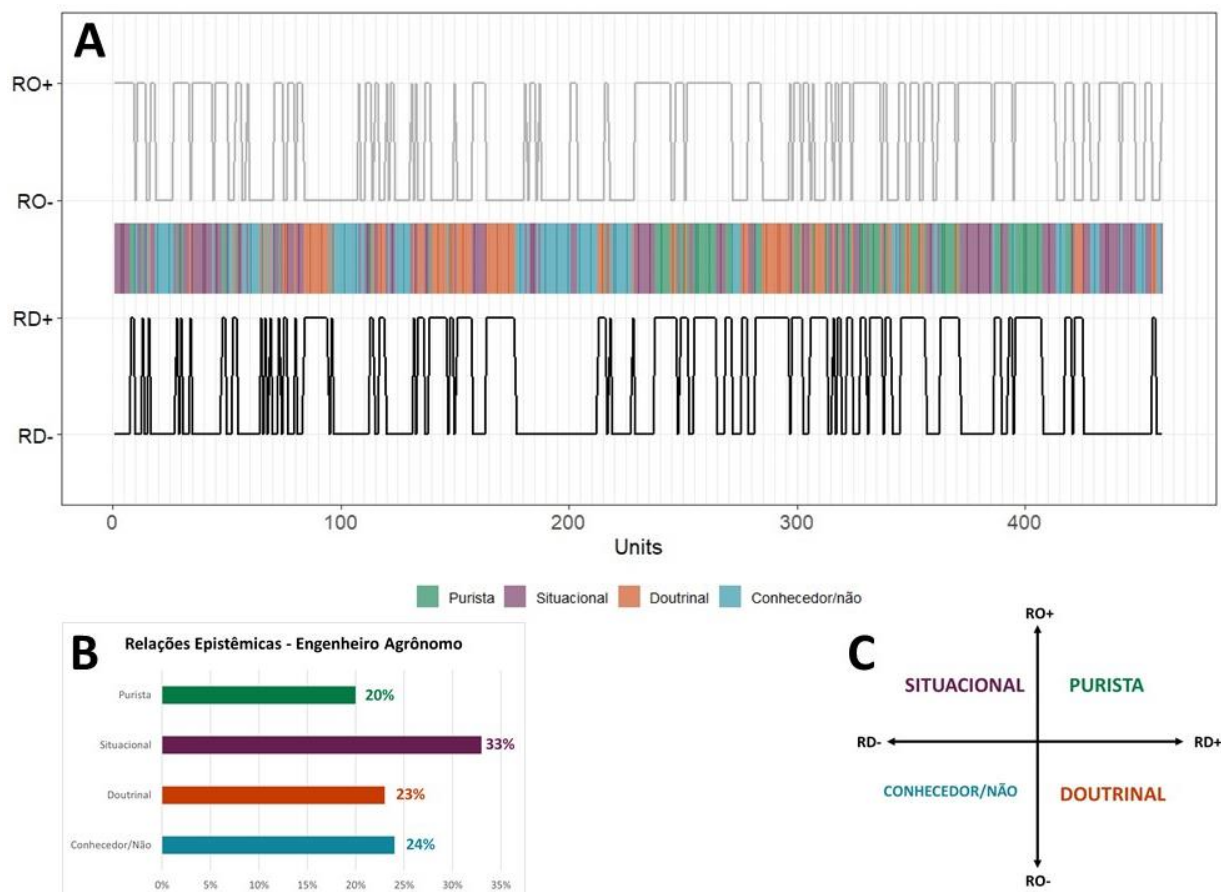 A
RO+
RO-
RD+
RD-
0 100 200 300 400
Units
Purista Situacional Doutrinal Conhecedor/não
B
Relações Epistêmicas - Engenheiro Agrônomo
Purista 20%
Situacional 33%
Doutrinal 23%
Conhecedor/Não 24%
0% 5% 10% 15% 20% 25% 30% 35%
C
RO+
SITUACIONAL PURISTA
RD- RD+
CONHECEDOR/NÃO DOUTRINAL
RO-